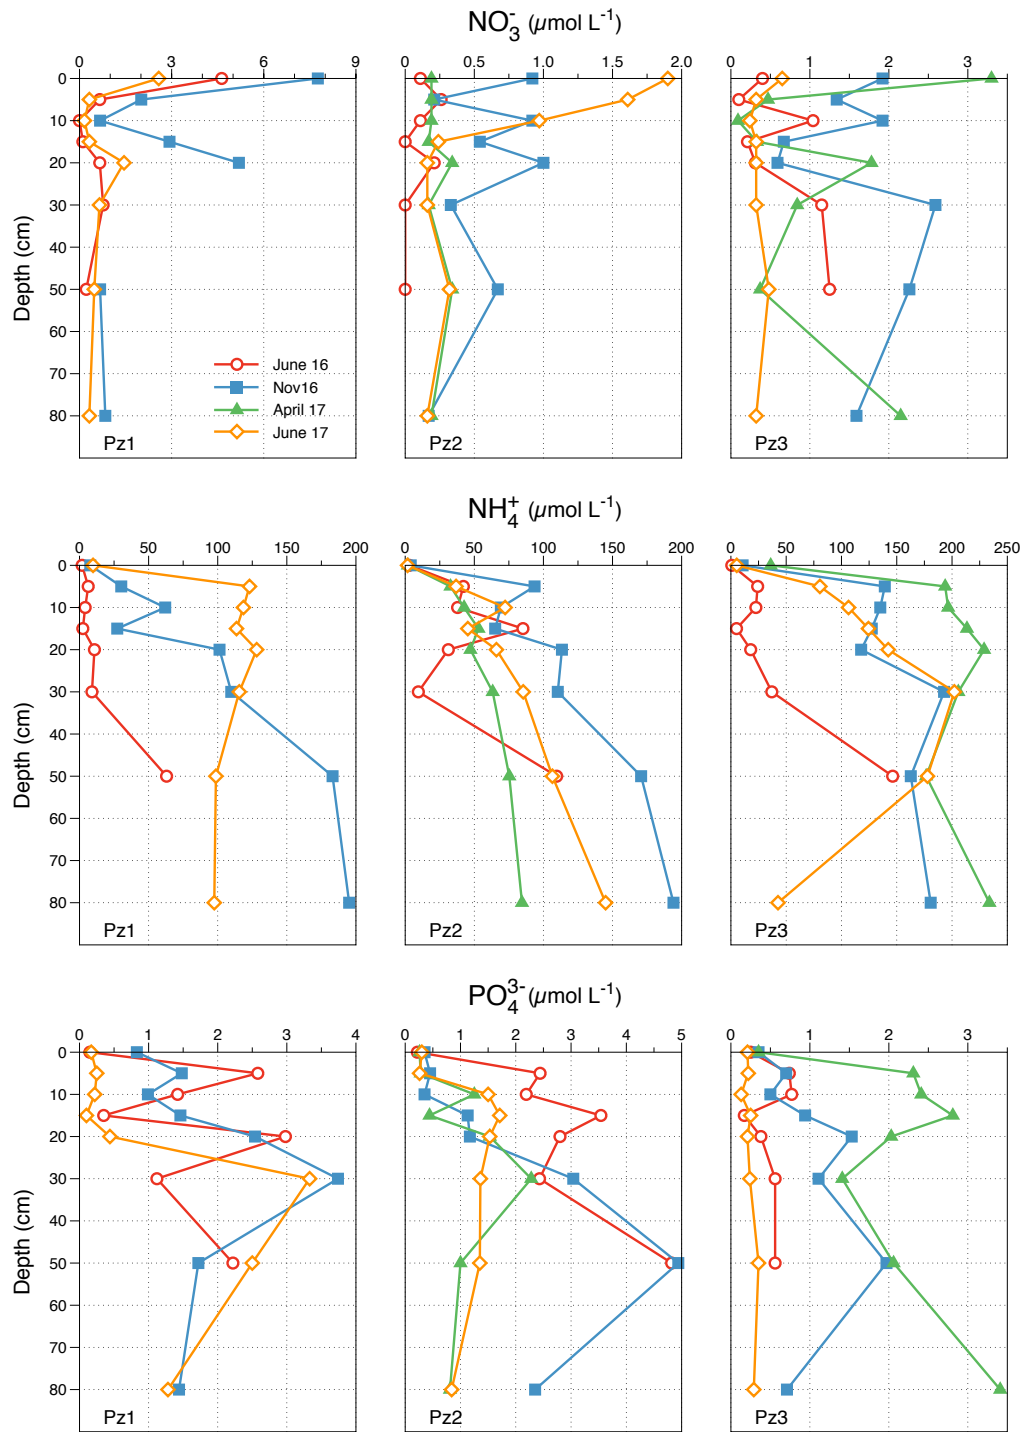 NO₃⁻ (µmol L⁻¹)
0 3 6 9 0 0.5 1.0 1.5 2.0 0 1 2 3
0
10
20
30
40
50
60
70
80
Depth (cm)
June 16
Nov16
April 17
June 17
Pz1 Pz2 Pz3
NH₄⁺ (µmol L⁻¹)
0 50 100 150 200 0 50 100 150 200 0 50 100 150 200 250
0
10
20
30
40
50
60
70
80
Depth (cm)
Pz1 Pz2 Pz3
PO₄³⁻ (µmol L⁻¹)
0 1 2 3 4 0 1 2 3 4 5 0 1 2 3
0
10
20
30
40
50
60
70
80
Depth (cm)
Pz1 Pz2 Pz3